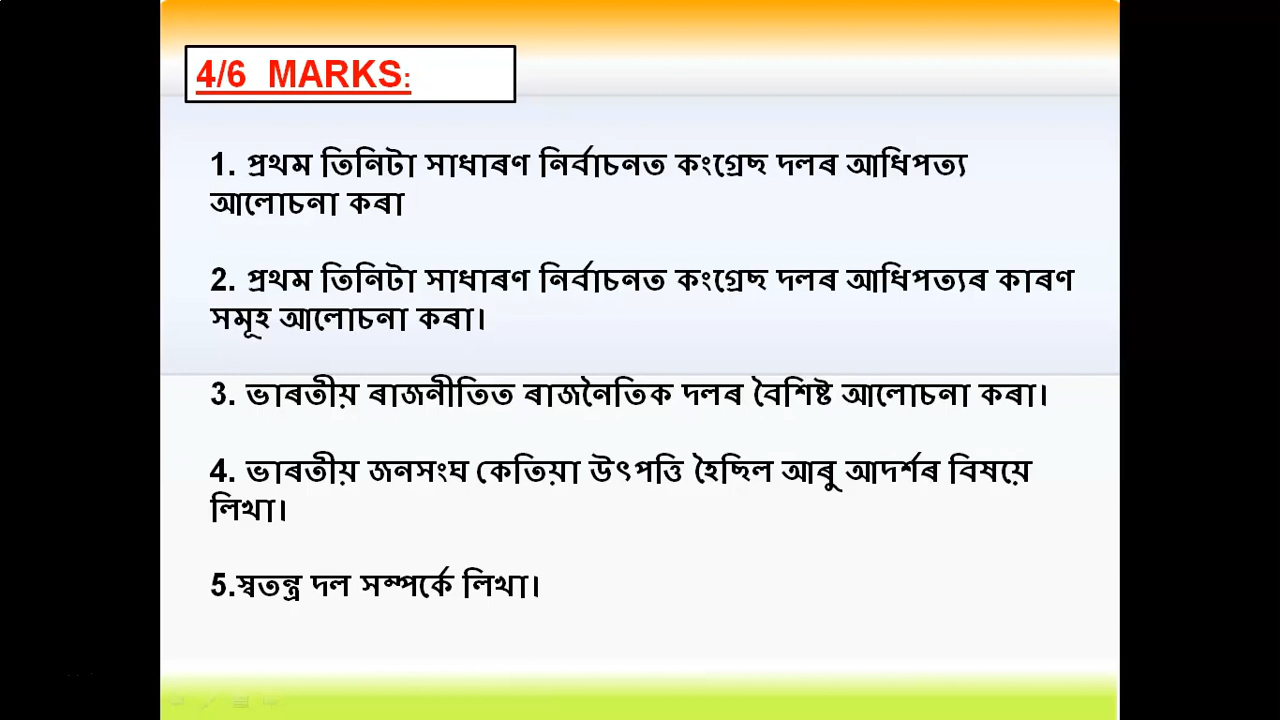 4/6 MARKS:
1. প্ৰথম তিনিটা সাধাৰণ নিৰ্বাচনত কংগ্ৰেছ দলৰ আধিপত্য
আলোচনা কৰা
2. প্ৰথম তিনিটা সাধাৰণ নিৰ্বাচনত কংগ্ৰেছ দলৰ আধিপত্যৰ কাৰণ
সমূহ আলোচনা কৰা।
3. ভাৰতীয় ৰাজনীতিত ৰাজনৈতিক দলৰ বৈশিষ্ট আলোচনা কৰা।
4. ভাৰতীয় জনসংঘ কেতিয়া উৎপত্তি হৈছিল আৰু আদৰ্শৰ বিষয়ে
লিখা।
5.স্বতন্ত্ৰ দল সম্পৰ্কে লিখা।